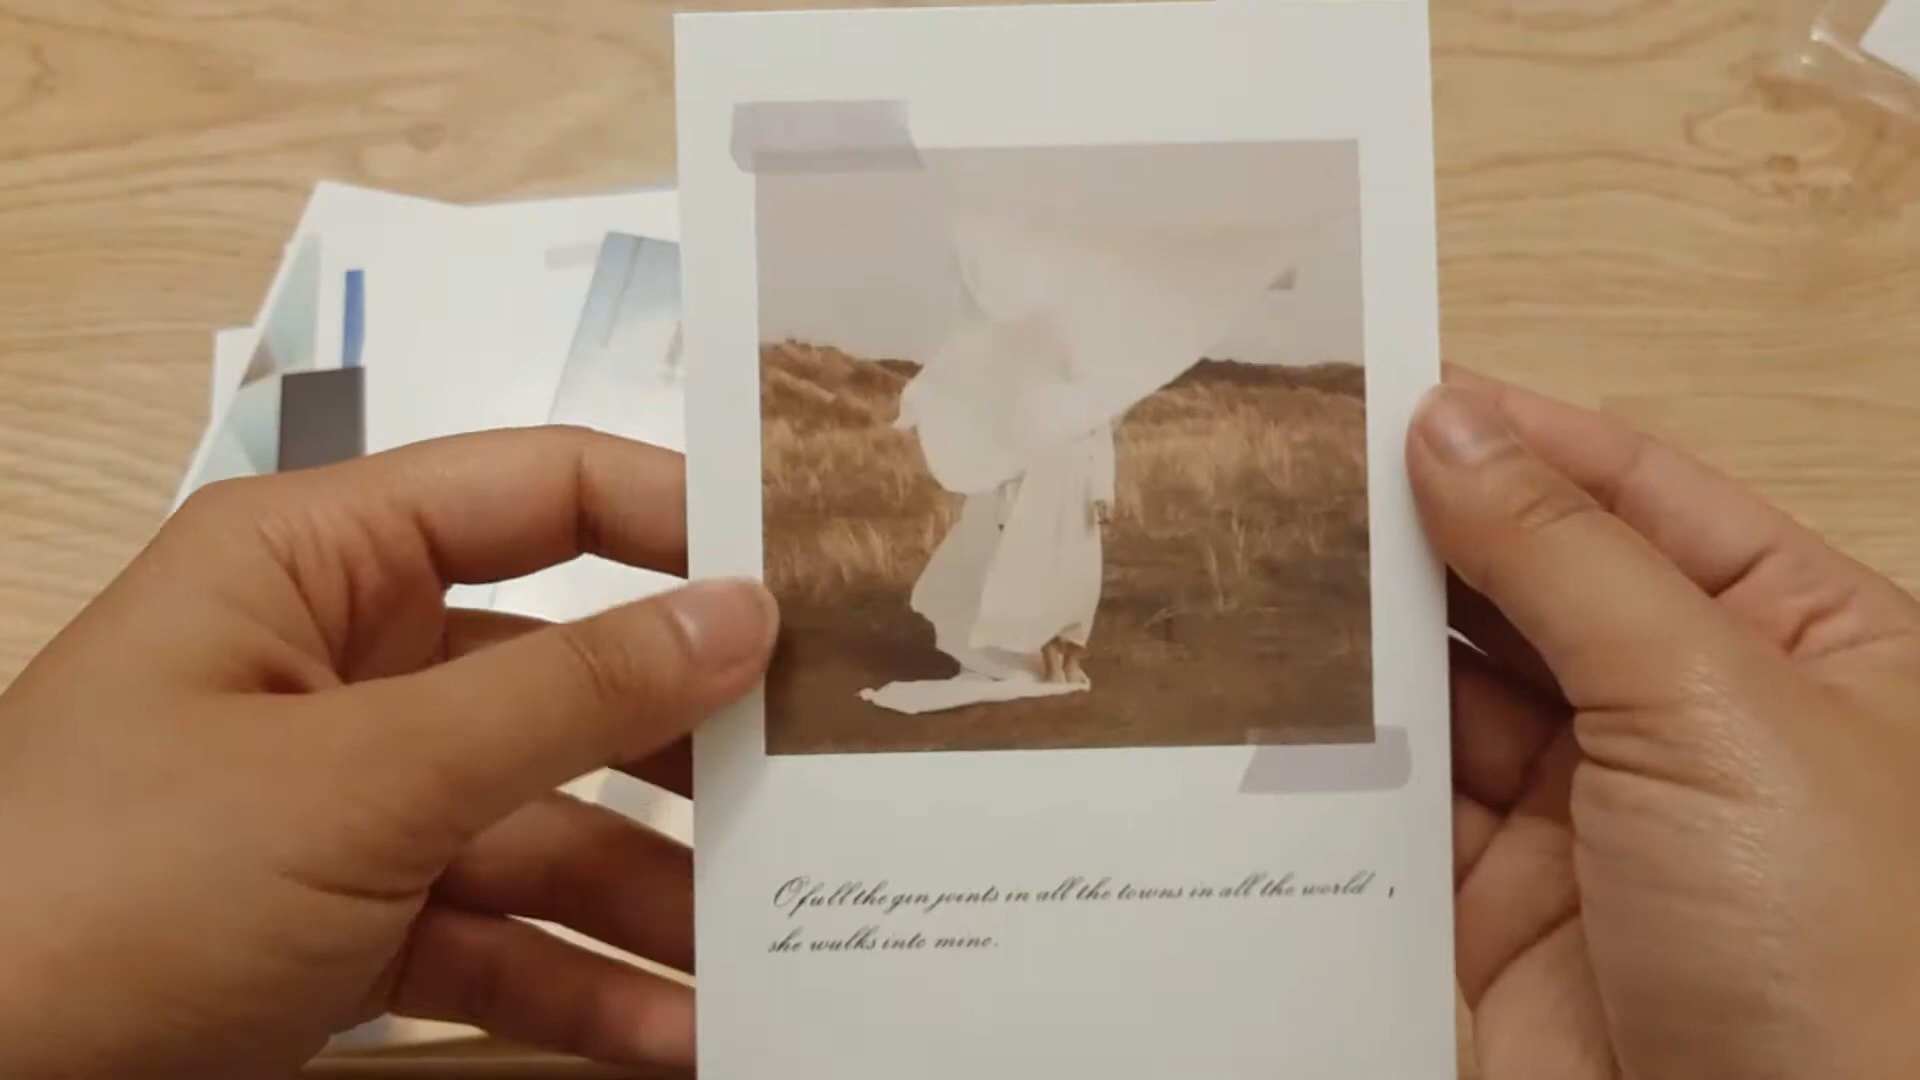 Of all the gin joints in all the towns in all the world ,
she walks into mine.